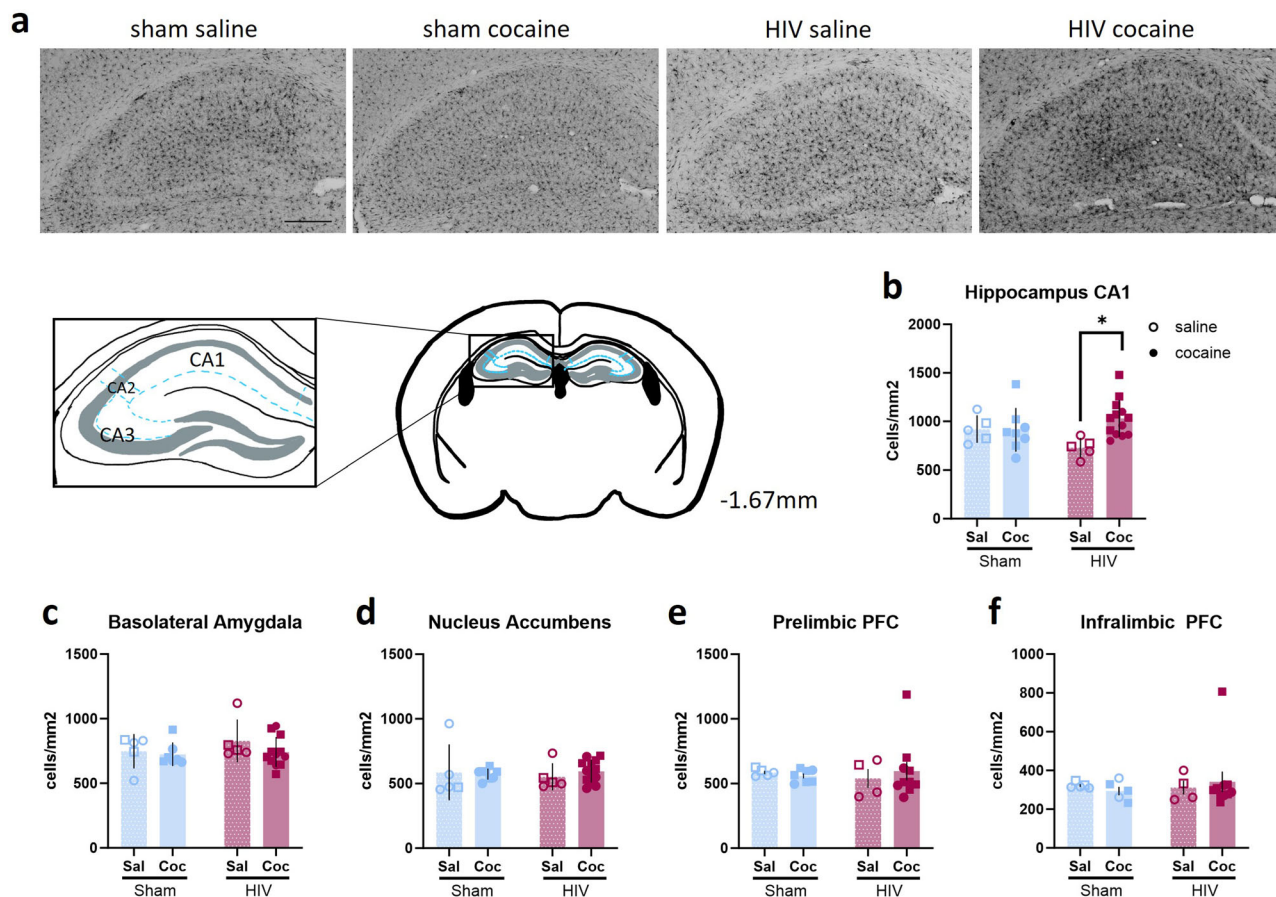 a
sham saline sham cocaine HIV saline HIV cocaine
CA1
CA2
CA3
-1.67mm
b
Hippocampus CA1
saline
cocaine
*
Cells/mm2
2000
1500
1000
500
0
Sal Coc Sal Coc
Sham HIV
c
Basolateral Amygdala
cells/mm2
1500
1000
500
0
Sal Coc Sal Coc
Sham HIV
d
Nucleus Accumbens
cells/mm2
1500
1000
500
0
Sal Coc Sal Coc
Sham HIV
e
Prelimbic PFC
cells/mm2
1500
1000
500
0
Sal Coc Sal Coc
Sham HIV
f
Infralimbic PFC
cells/mm2
1000
800
600
400
200
0
Sal Coc Sal Coc
Sham HIV